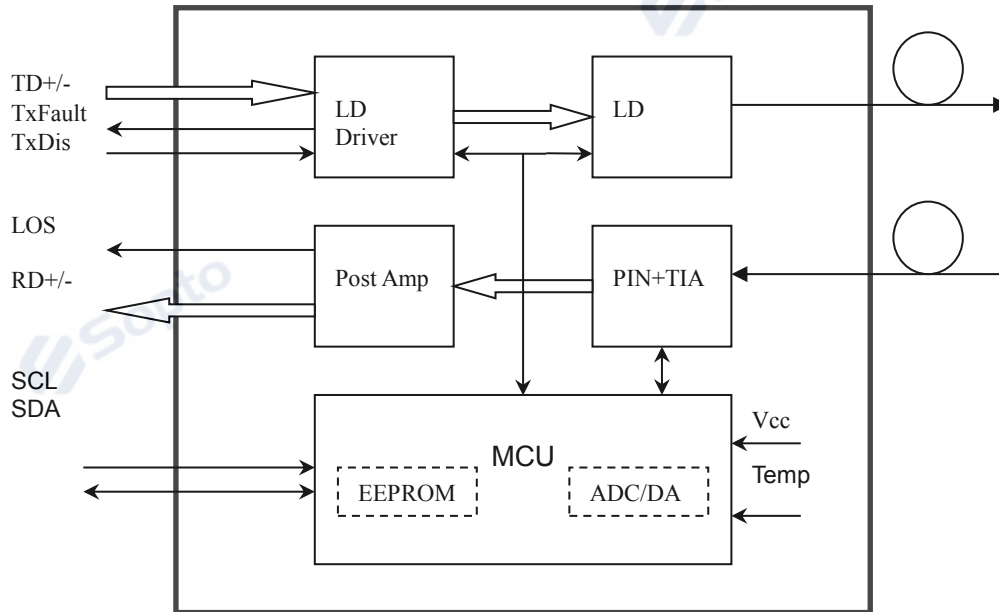 TD+/-
TxFault
TxDis
LD
Driver
LD
LOS
RD+/-
Post Amp
PIN+TIA
SCL
SDA
MCU
EEPROM
ADC/DA
Vcc
Temp
Sopto